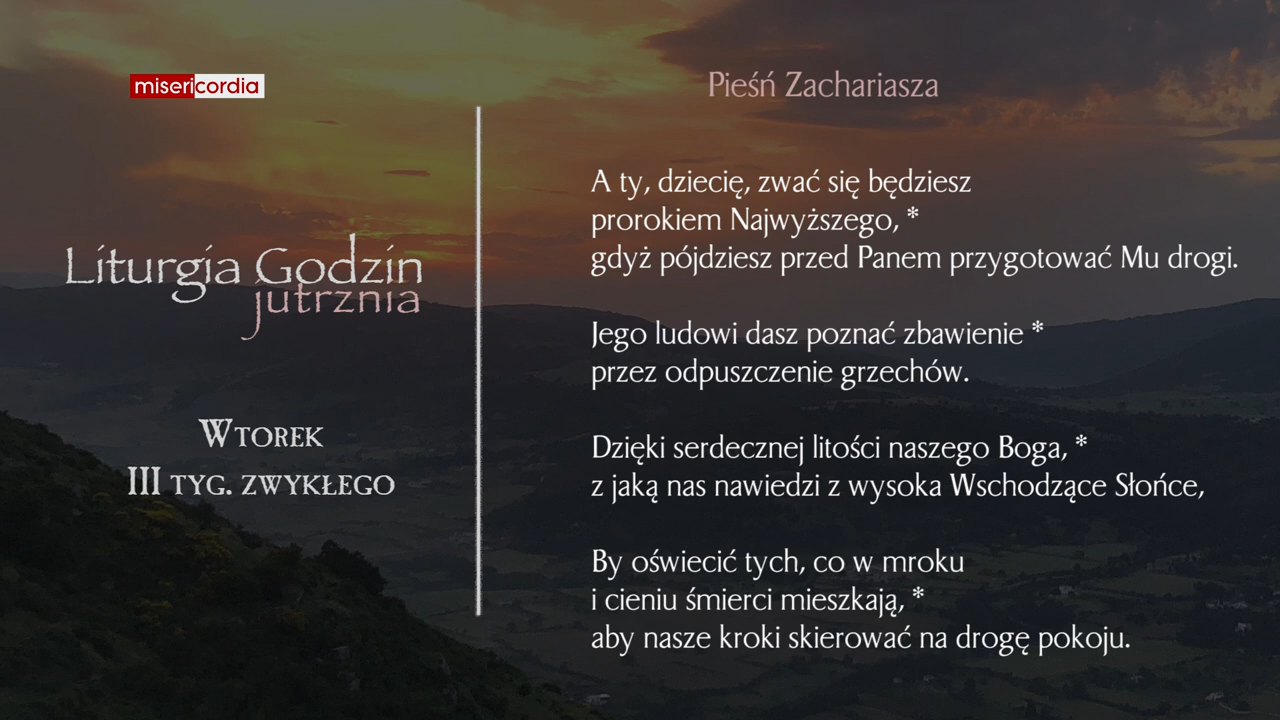 misericordia
Liturgia Godzin
jutrznia
Wtorek
III tyg. zwykłego
Pieśń Zachariasza
A ty, dziecię, zwać się będziesz
prorokiem Najwyższego, *
gdyż pójdziesz przed Panem przygotować Mu drogi.
Jego ludowi dasz poznać zbawienie *
przez odpuszczenie grzechów.
Dzięki serdecznej litości naszego Boga, *
z jaką nas nawiedzi z wysoka Wschodzące Słońce,
By oświecić tych, co w mroku
i cieniu śmierci mieszkają, *
aby nasze kroki skierować na drogę pokoju.